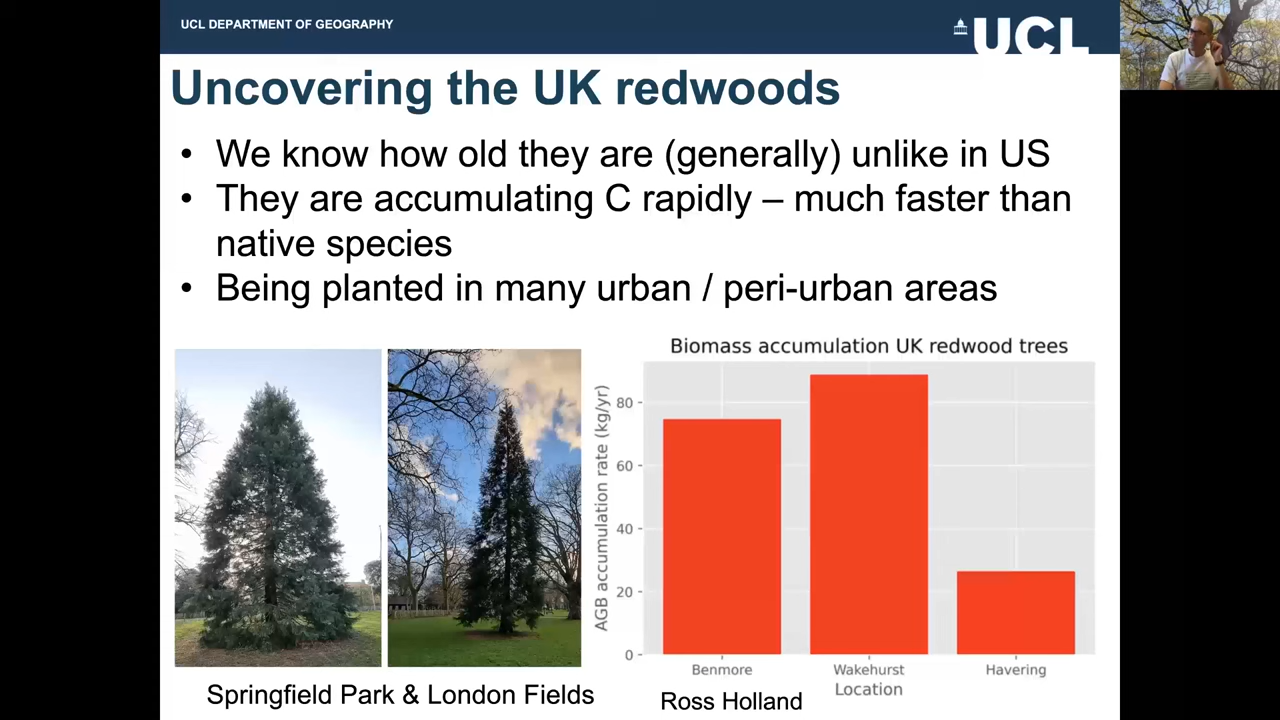 UCL DEPARTMENT OF GEOGRAPHY
UCL
Uncovering the UK redwoods
• We know how old they are (generally) unlike in US
• They are accumulating C rapidly – much faster than
native species
• Being planted in many urban / peri-urban areas
Biomass accumulation UK redwood trees
AGB accumulation rate (kg/yr)
80
60
40
20
0
Benmore Wakehurst Havering
Location
Springfield Park & London Fields
Ross Holland